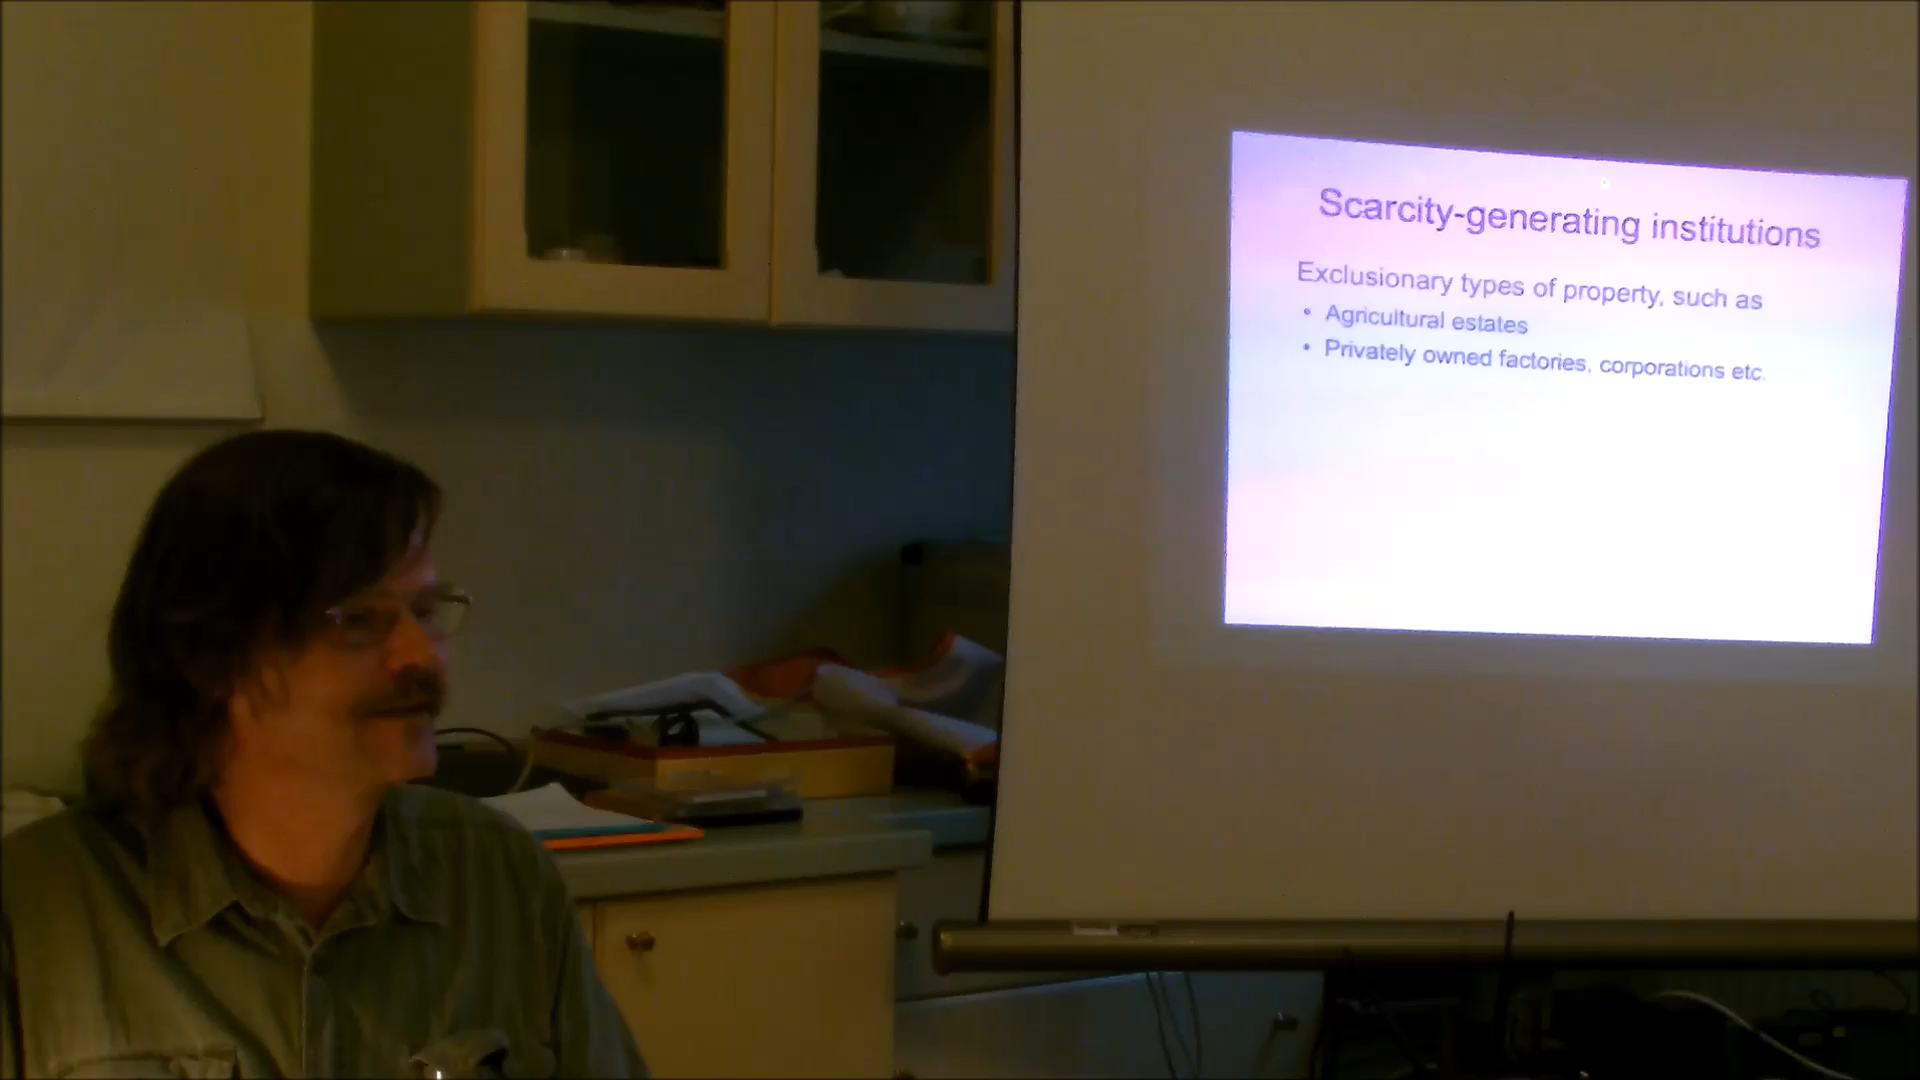 Scarcity-generating institutions
Exclusionary types of property, such as
• Agricultural estates
• Privately owned factories, corporations etc.